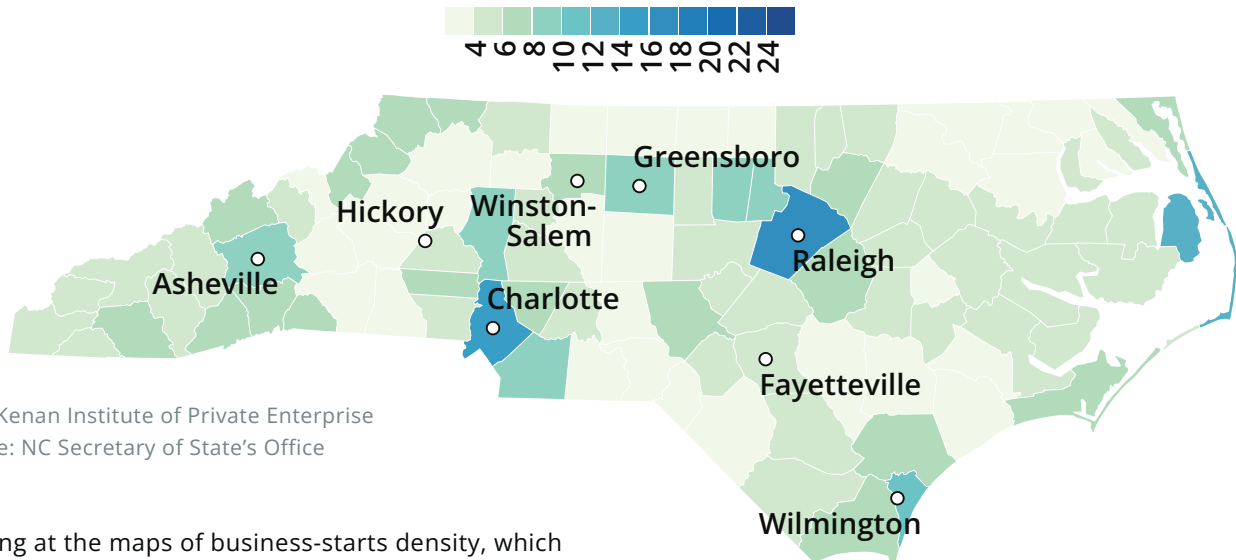 4 6 8 10 12 14 16 18 20 22 24
Greensboro
Winston-
Salem
Hickory
Raleigh
Asheville
Charlotte
Fayetteville
Kenan Institute of Private Enterprise
e: NC Secretary of State’s Office
Wilmington
ng at the maps of business-starts density, which